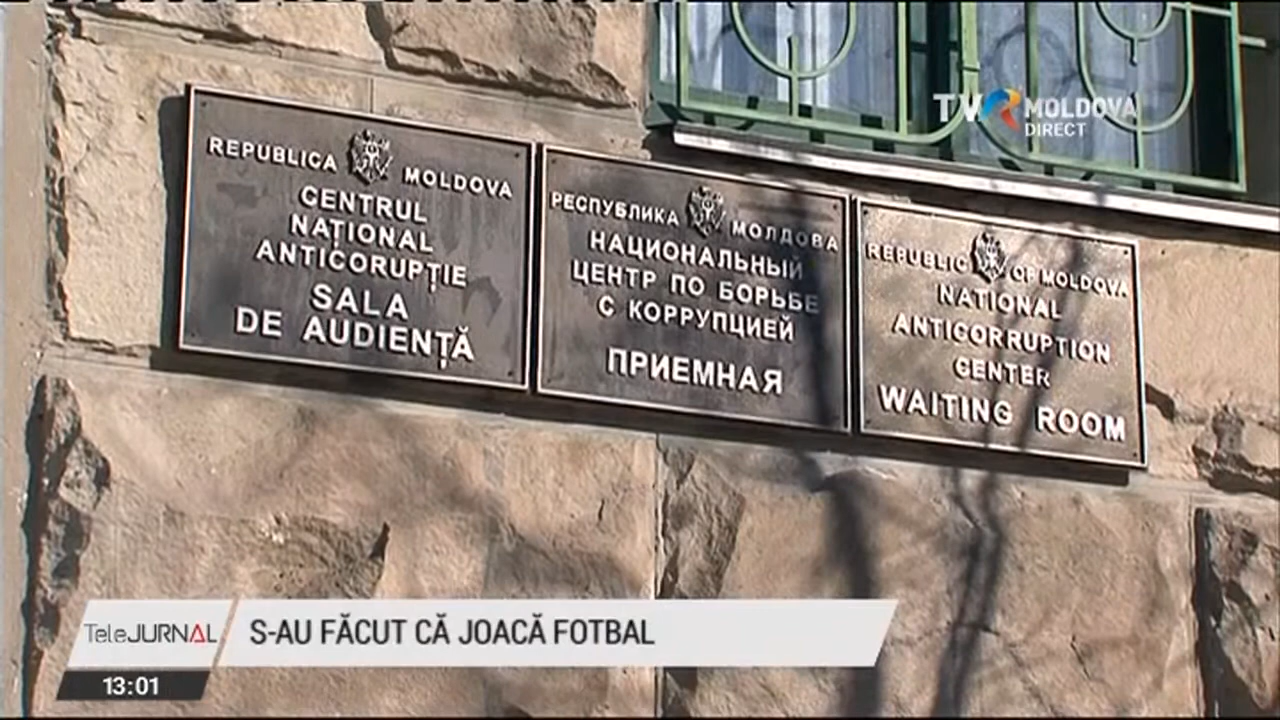 TVR MOLDOVA
DIRECT
REPUBLICA MOLDOVA
CENTRUL
NAȚIONAL
ANTICORUPȚIE
SALA
DE AUDIENȚĂ
РЕСПУБЛИКА МОЛДОВА
НАЦИОНАЛЬНЫЙ
ЦЕНТР ПО БОРЬБЕ
С КОРРУПЦИЕЙ
ПРИЕМНАЯ
REPUBLIC OF MOLDOVA
NATIONAL
ANTICORRUPTION
CENTER
WAITING ROOM
TeleJURNAL
S-AU FĂCUT CĂ JOACĂ FOTBAL
13:01